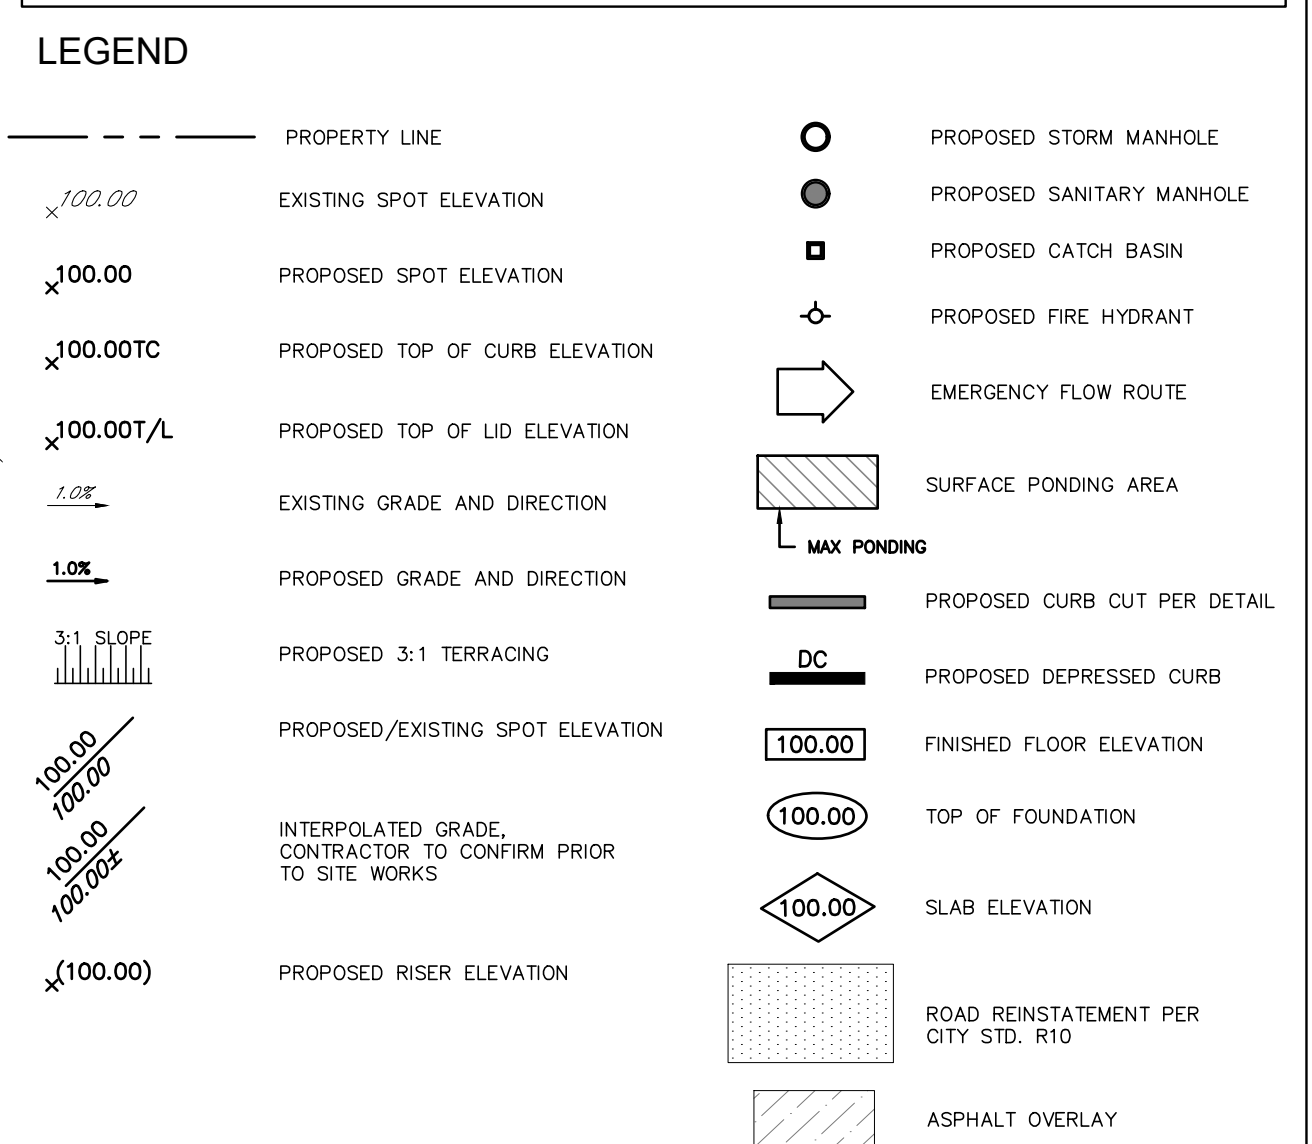 LEGEND
PROPERTY LINE
100.00
EXISTING SPOT ELEVATION
100.00
PROPOSED SPOT ELEVATION
100.00TC
PROPOSED TOP OF CURB ELEVATION
100.00T/L
PROPOSED TOP OF LID ELEVATION
1.0%
EXISTING GRADE AND DIRECTION
1.0%
PROPOSED GRADE AND DIRECTION
3:1 SLOPE
PROPOSED 3:1 TERRACING
100.00
100.00
PROPOSED/EXISTING SPOT ELEVATION
100.00
100.00±
INTERPOLATED GRADE,
CONTRACTOR TO CONFIRM PRIOR
TO SITE WORKS
(100.00)
PROPOSED RISER ELEVATION
PROPOSED STORM MANHOLE
PROPOSED SANITARY MANHOLE
PROPOSED CATCH BASIN
PROPOSED FIRE HYDRANT
EMERGENCY FLOW ROUTE
SURFACE PONDING AREA
MAX PONDING
PROPOSED CURB CUT PER DETAIL
DC
PROPOSED DEPRESSED CURB
100.00
FINISHED FLOOR ELEVATION
100.00
TOP OF FOUNDATION
100.00
SLAB ELEVATION
ROAD REINSTATEMENT PER
CITY STD. R10
ASPHALT OVERLAY